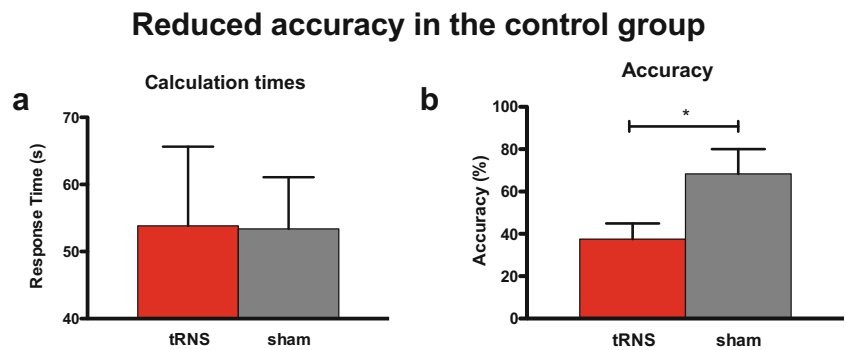 Reduced accuracy in the control group
a
Calculation times
Response Time (s)
70
60
50
40
tRNS sham
b
Accuracy
Accuracy (%)
100
80
60
40
20
0
*
tRNS sham